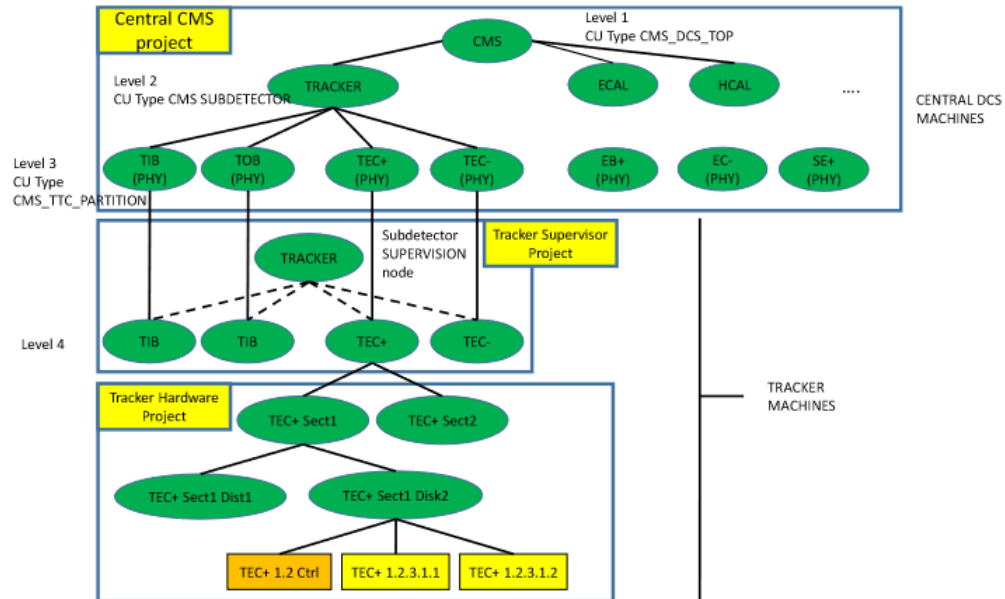 Central CMS
project
CMS
Level 1
CU Type CMS_DCS_TOP
Level 2
CU Type CMS SUBDETECTOR
TRACKER
ECAL
HCAL
....
CENTRAL DCS
MACHINES
Level 3
CU Type
CMS_TTC_PARTITION
TIB
(PHY)
TOB
(PHY)
TEC+
(PHY)
TEC-
(PHY)
EB+
(PHY)
EC-
(PHY)
SE+
(PHY)
TRACKER
Subdetector
SUPERVISION
node
Tracker Supervisor
Project
Level 4
TIB
TIB
TEC+
TEC-
Tracker Hardware
Project
TEC+ Sect1
TEC+ Sect2
TRACKER
MACHINES
TEC+ Sect1 Dist1
TEC+ Sect1 Disk2
TEC+ 1.2 Ctrl
TEC+ 1.2.3.1.1
TEC+ 1.2.3.1.2